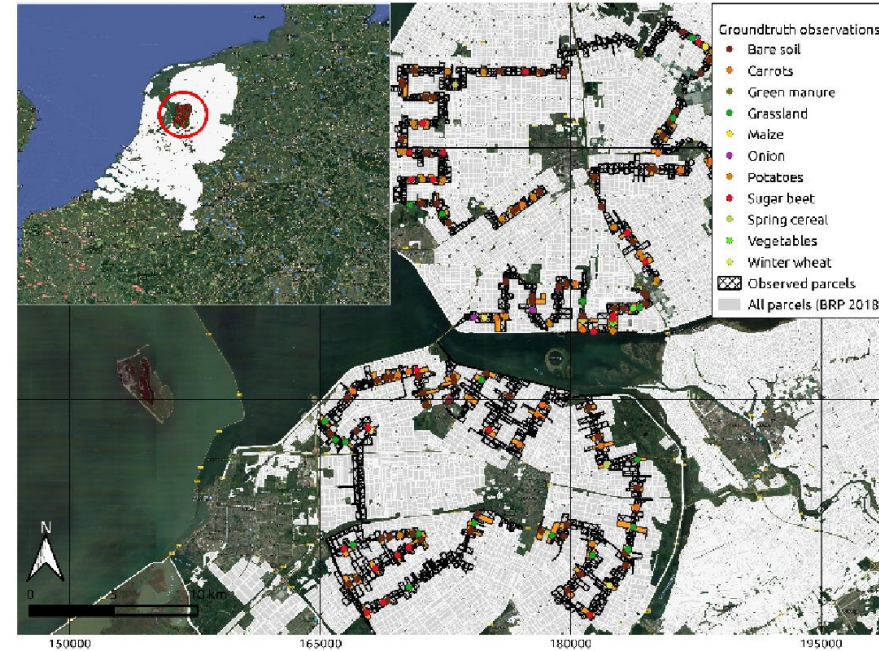 Groundtruth observations
Bare soil
Carrots
Green manure
Grassland
Maize
Onion
Potatoes
Sugar beet
Spring cereal
Vegetables
Winter wheat
Observed parcels
All parcels (BRP 2018
N
0 5 10 km
150000 165000 180000 195000